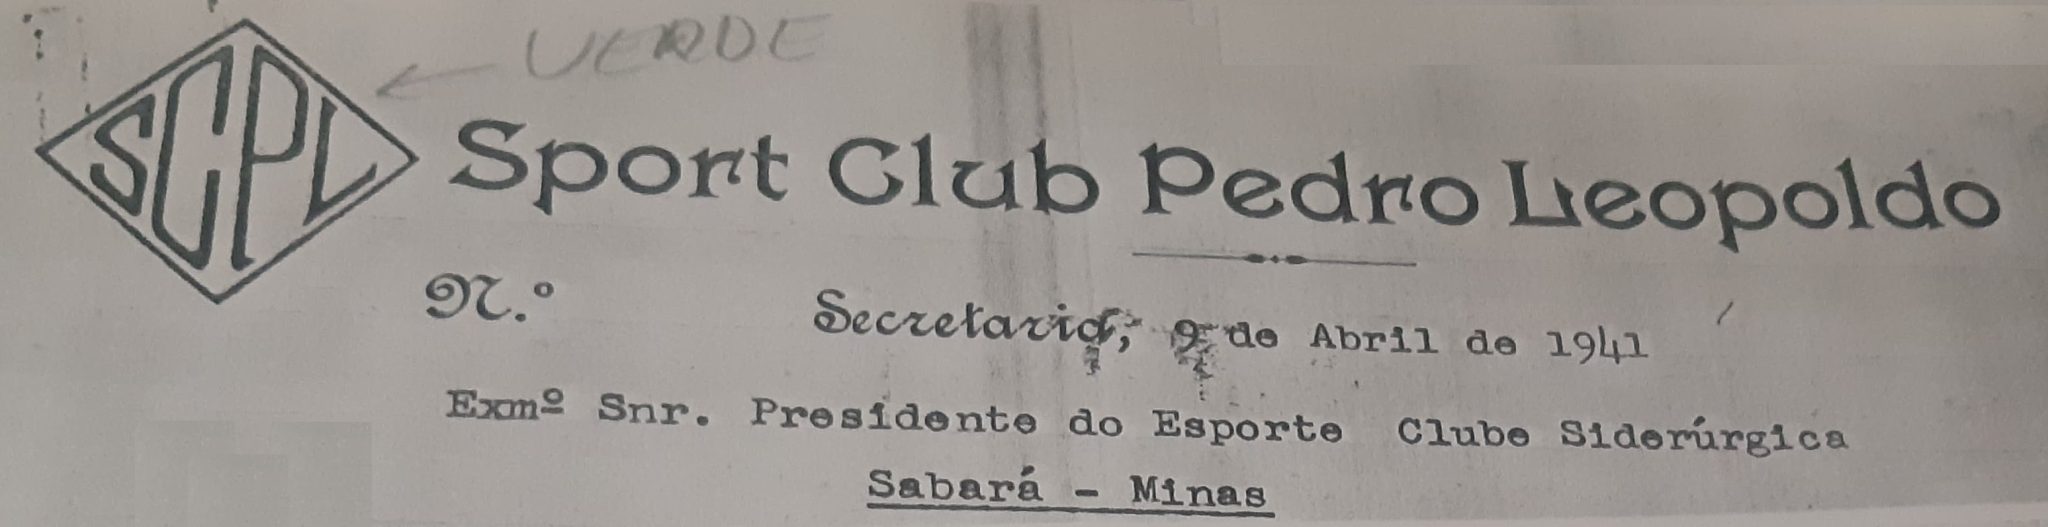 VERDE
SCPL
Sport Club Pedro Leopoldo
N.º
Secretaria, 9 de Abril de 1941
Exmº Snr. Presidente do Esporte Clube Siderúrgica
Sabará - Minas